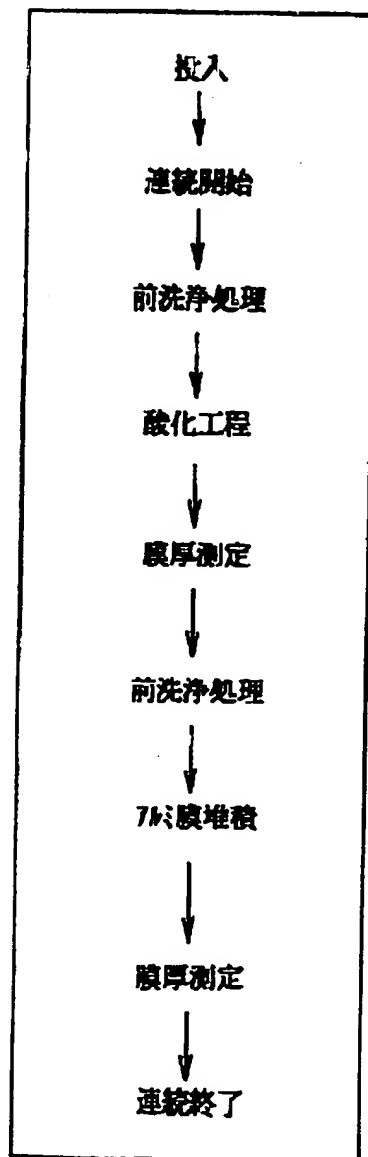 投入
連続開始
前洗浄処理
酸化工程
膜厚測定
前洗浄処理
ｱﾙﾐ膜堆積
膜厚測定
連続終了